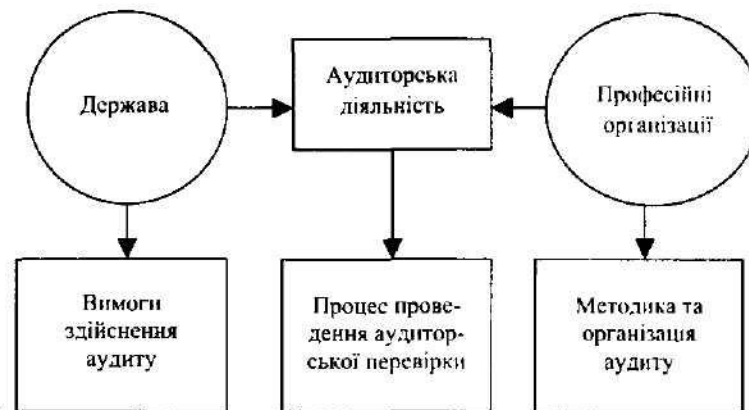 Держава
Аудиторська
діяльність
Професійні
організації
Вимоги
здійснення
аудиту
Процес прове-
дення аудитор-
ської перевірки
Методика та
організація
аудиту